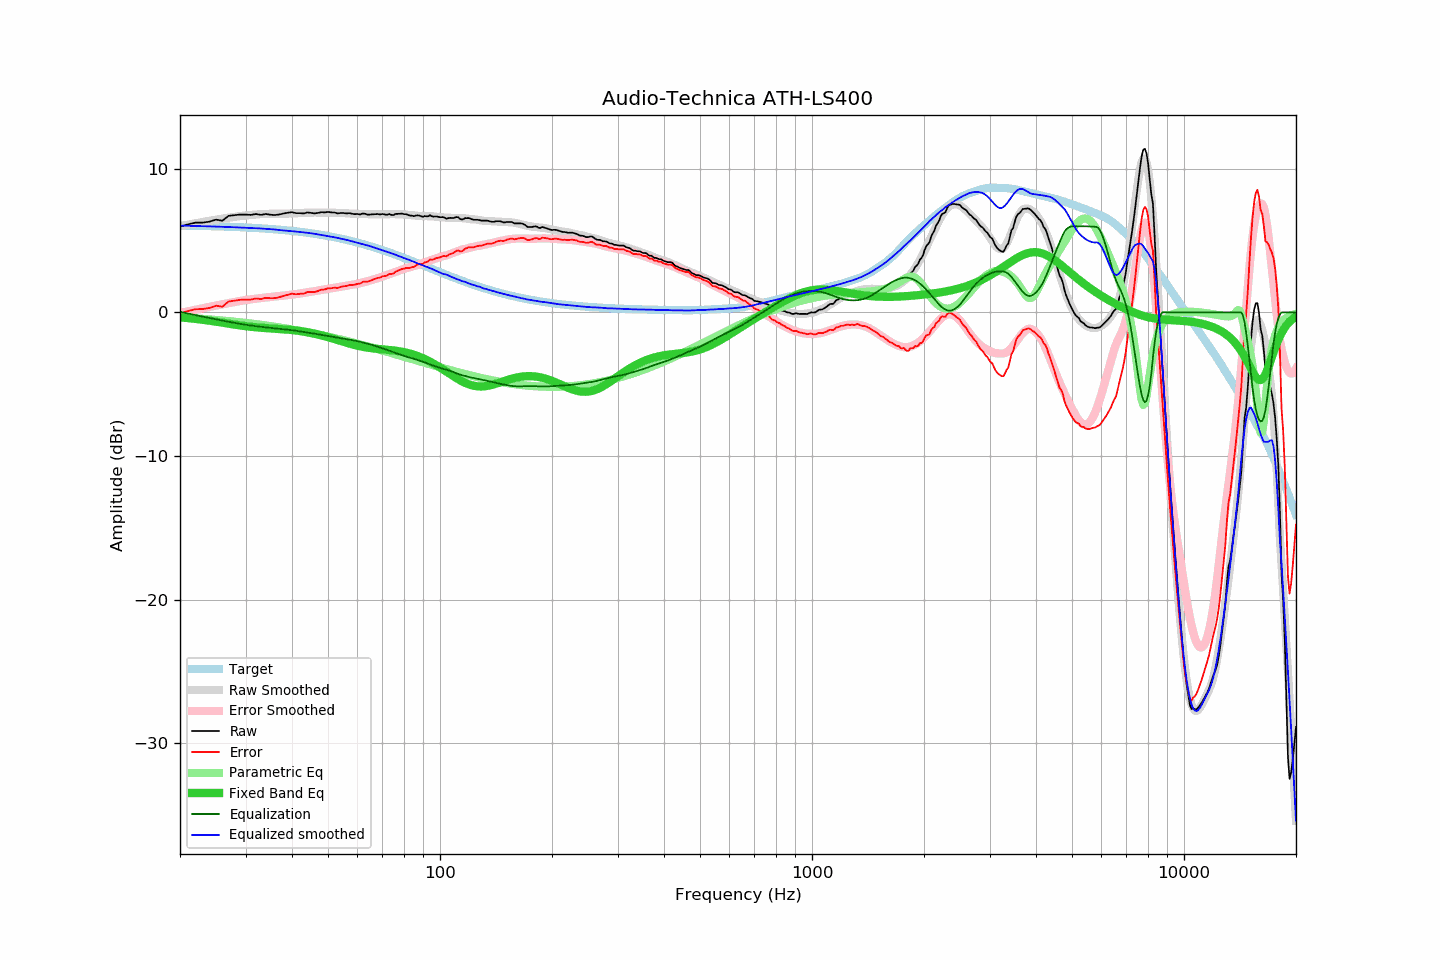 Audio-Technica ATH-LS400
10
0
−10
−20
−30
Amplitude (dBr)
Target
Raw Smoothed
Error Smoothed
Raw
Error
Parametric Eq
Fixed Band Eq
Equalization
Equalized smoothed
100
1000
10000
Frequency (Hz)